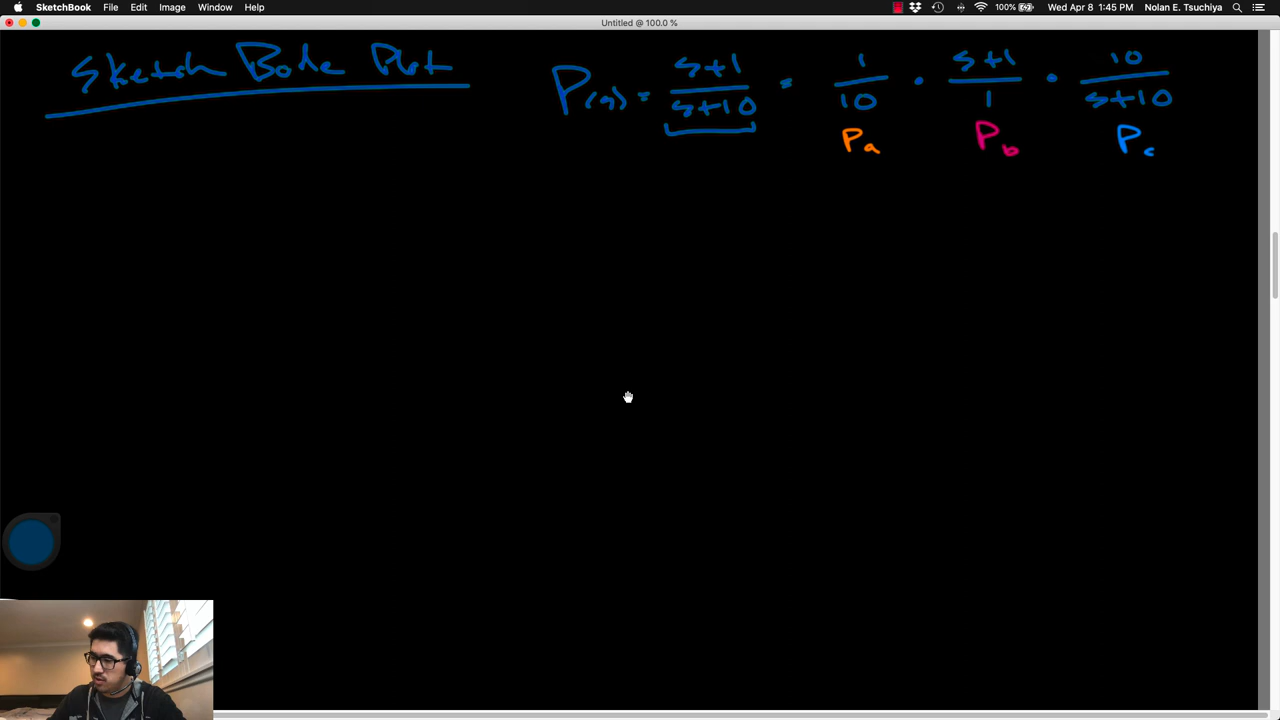 SketchBook File Edit Image Window Help 100% Wed Apr 8 1:45 PM Nolan E. Tsuchiya
Untitled @ 100.0 %
Sketch Bode Plot
P(s) = s+1 / s+10 = 1 / 10 · s+1 / 1 · 10 / s+10
Pa Pb Pc